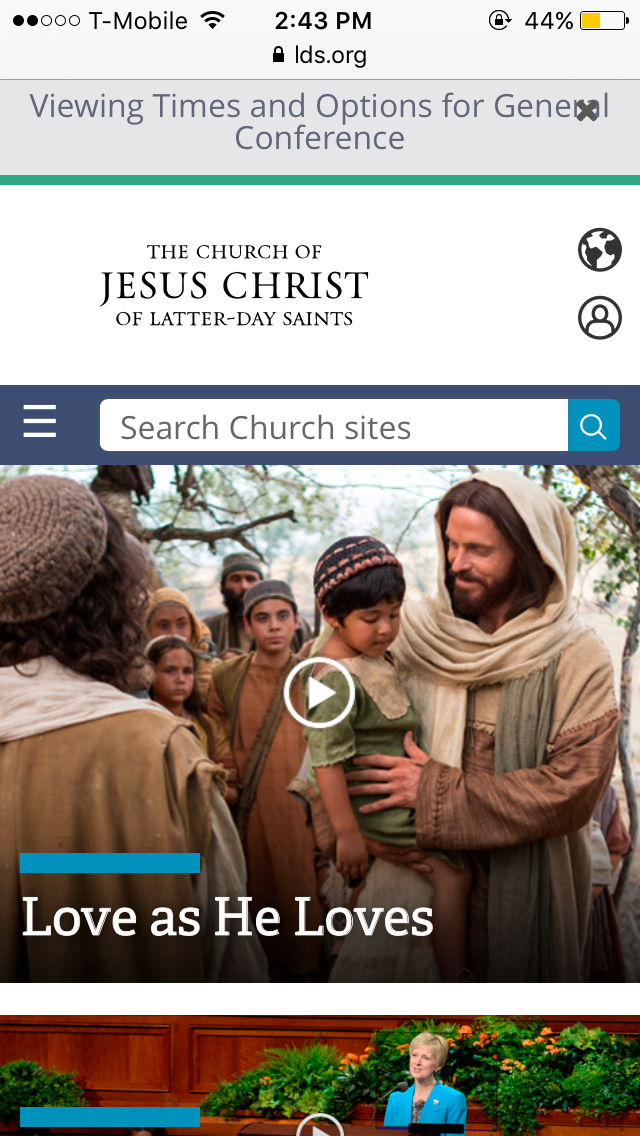 T-Mobile 2:43 PM 44%
lds.org
Viewing Times and Options for General
Conference
THE CHURCH OF
JESUS CHRIST
OF LATTER-DAY SAINTS
Search Church sites
Love as He Loves